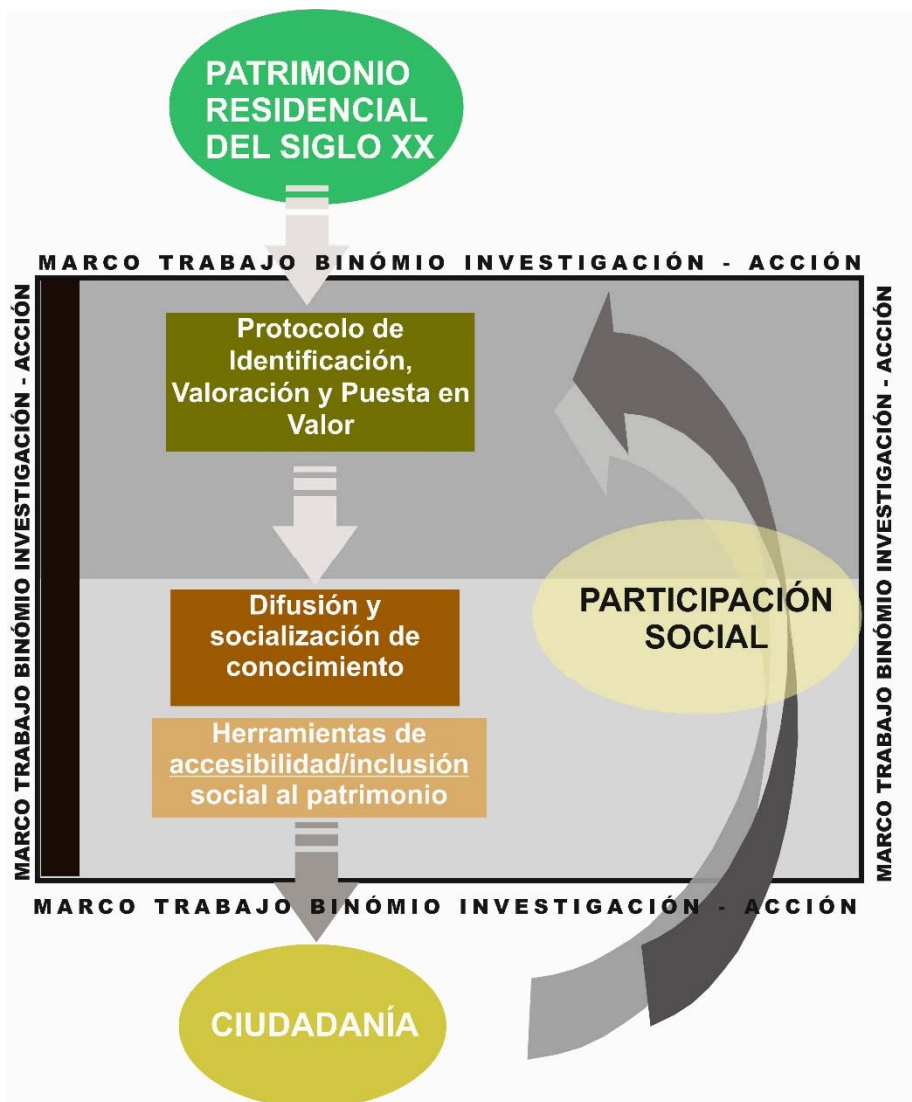 PATRIMONIO
RESIDENCIAL
DEL SIGLO XX
MARCO TRABAJO BINÓMIO INVESTIGACIÓN - ACCIÓN
MARCO TRABAJO BINÓMIO INVESTIGACIÓN - ACCIÓN
Protocolo de
Identificación,
Valoración y Puesta en
Valor
Difusión y
socialización de
conocimiento
Herramientas de
accesibilidad/inclusión
social al patrimonio
PARTICIPACIÓN
SOCIAL
MARCO TRABAJO BINÓMIO INVESTIGACIÓN - ACCIÓN
MARCO TRABAJO BINÓMIO INVESTIGACIÓN - ACCIÓN
CIUDADANÍA